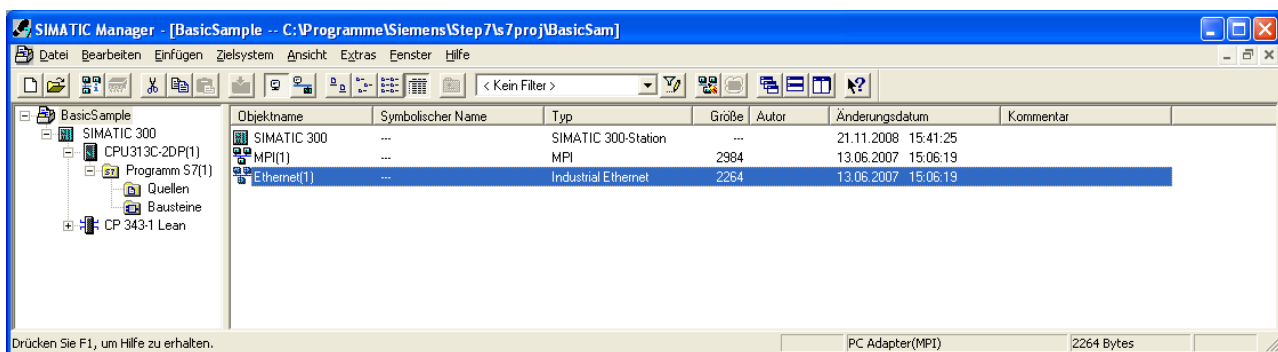 SIMATIC Manager - [BasicSample -- C:\Programme\Siemens\Step7\s7proj\BasicSam]
Datei Bearbeiten Einfügen Zielsystem Ansicht Extras Fenster Hilfe
< Kein Filter >
BasicSample
SIMATIC 300
CPU313C-2DP(1)
Programm S7(1)
Quellen
Bausteine
CP 343-1 Lean
Objektname Symbolischer Name Typ Größe Autor Änderungsdatum Kommentar
SIMATIC 300 --- SIMATIC 300-Station --- 21.11.2008 15:41:25
MPI(1) --- MPI 2984 13.06.2007 15:06:19
Ethernet(1) --- Industrial Ethernet 2264 13.06.2007 15:06:19
Drücken Sie F1, um Hilfe zu erhalten. PC Adapter(MPI) 2264 Bytes